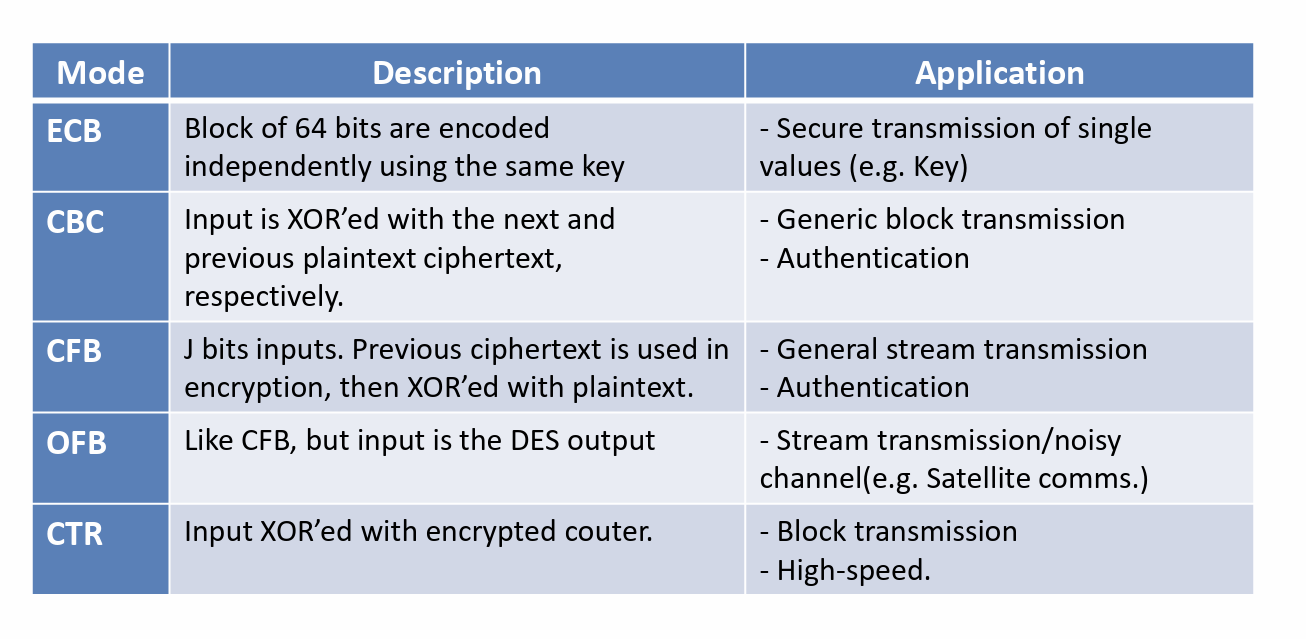 Mode Description Application
ECB
Block of 64 bits are encoded
independently using the same key
- Secure transmission of single
values (e.g. Key)
CBC
Input is XOR’ed with the next and
previous plaintext ciphertext,
respectively.
- Generic block transmission
- Authentication
CFB
J bits inputs. Previous ciphertext is used in
encryption, then XOR’ed with plaintext.
- General stream transmission
- Authentication
OFB
Like CFB, but input is the DES output
- Stream transmission/noisy
channel(e.g. Satellite comms.)
CTR
Input XOR’ed with encrypted couter.
- Block transmission
- High-speed.